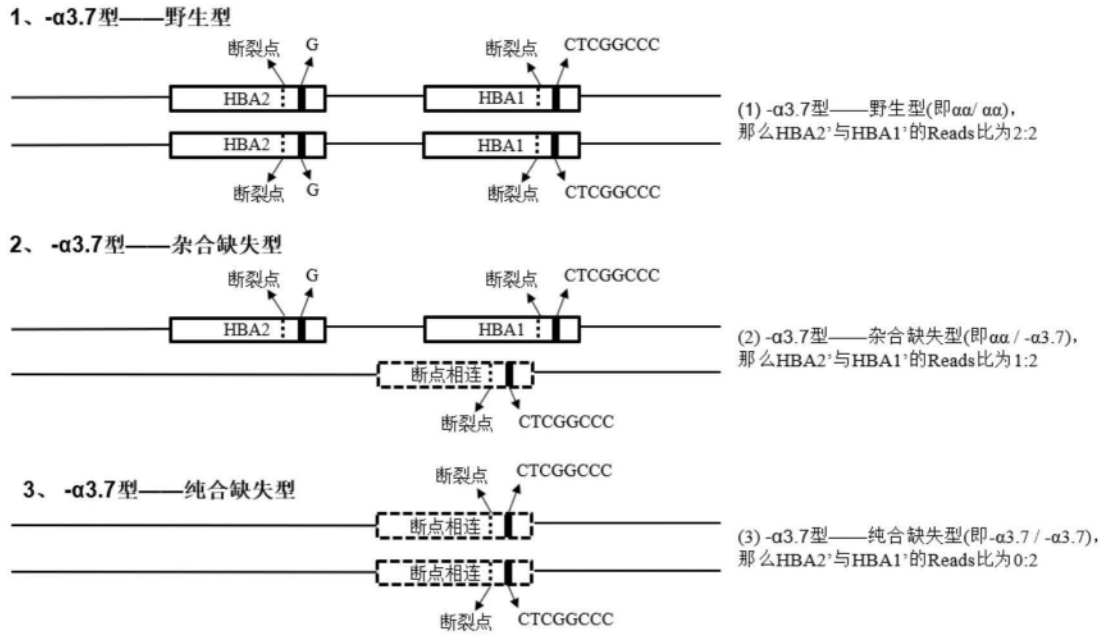 1、-α3.7型——野生型
断裂点 G 断裂点 CTCGGCCC
HBA2 HBA1
HBA2 HBA1
断裂点 G 断裂点 CTCGGCCC
(1) -α3.7型——野生型(即αα/ αα),
那么HBA2’与HBA1’的Reads比为2:2
2、 -α3.7型——杂合缺失型
断裂点 G 断裂点 CTCGGCCC
HBA2 HBA1
断点相连
断裂点 CTCGGCCC
(2) -α3.7型——杂合缺失型(即αα / -α3.7),
那么HBA2’与HBA1’的Reads比为1:2
3、 -α3.7型——纯合缺失型
断裂点 CTCGGCCC
断点相连
断点相连
断裂点 CTCGGCCC
(3) -α3.7型——纯合缺失型(即-α3.7 / -α3.7),
那么HBA2’与HBA1’的Reads比为0:2